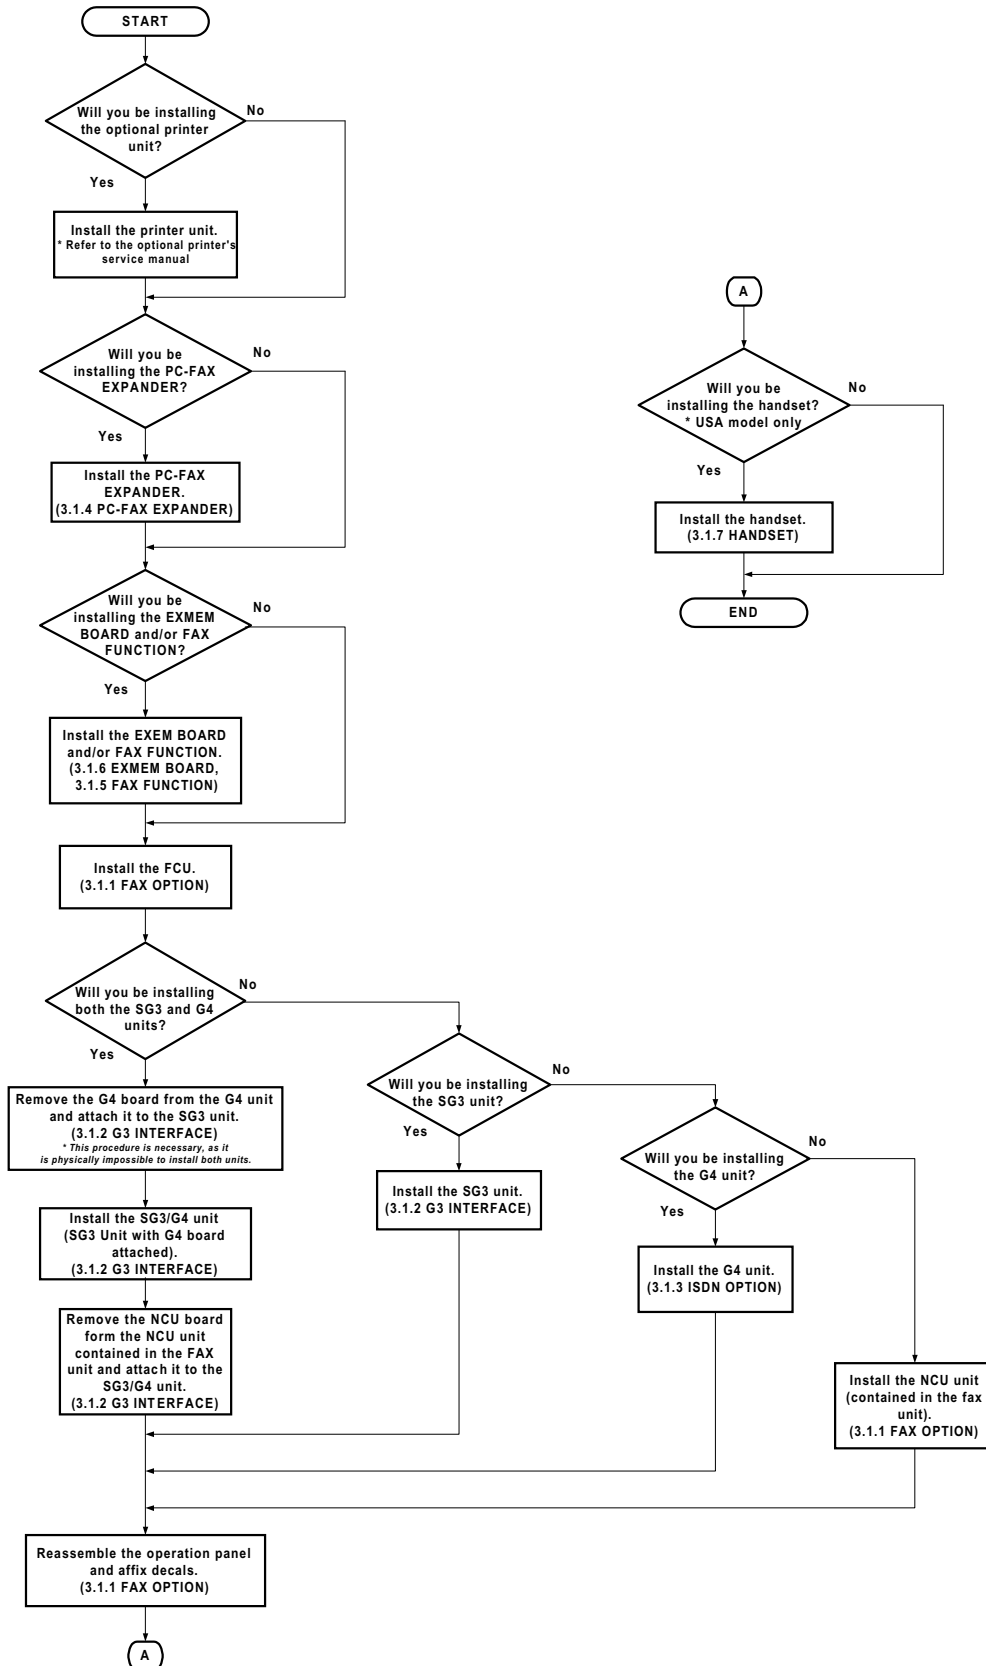 START
Will you be installing
the optional printer
unit?
No
Yes
Install the printer unit.
* Refer to the optional printer's
service manual
Will you be
installing the PC-FAX
EXPANDER?
No
Yes
Install the PC-FAX
EXPANDER.
(3.1.4 PC-FAX EXPANDER)
Will you be
installing the EXMEM
BOARD and/or FAX
FUNCTION?
No
Yes
Install the EXEM BOARD
and/or FAX FUNCTION.
(3.1.6 EXMEM BOARD,
3.1.5 FAX FUNCTION)
Install the FCU.
(3.1.1 FAX OPTION)
Will you be installing
both the SG3 and G4
units?
No
Yes
Remove the G4 board from the G4 unit
and attach it to the SG3 unit.
(3.1.2 G3 INTERFACE)
* This procedure is necessary, as it
is physically impossible to install both units.
Install the SG3/G4 unit
(SG3 Unit with G4 board
attached).
(3.1.2 G3 INTERFACE)
Remove the NCU board
form the NCU unit
contained in the FAX
unit and attach it to the
SG3/G4 unit.
(3.1.2 G3 INTERFACE)
Will you be installing
the SG3 unit?
No
Yes
Install the SG3 unit.
(3.1.2 G3 INTERFACE)
Will you be installing
the G4 unit?
No
Yes
Install the G4 unit.
(3.1.3 ISDN OPTION)
Install the NCU unit
(contained in the fax
unit).
(3.1.1 FAX OPTION)
Reassemble the operation panel
and affix decals.
(3.1.1 FAX OPTION)
A
A
Will you be
installing the handset?
* USA model only
No
Yes
Install the handset.
(3.1.7 HANDSET)
END